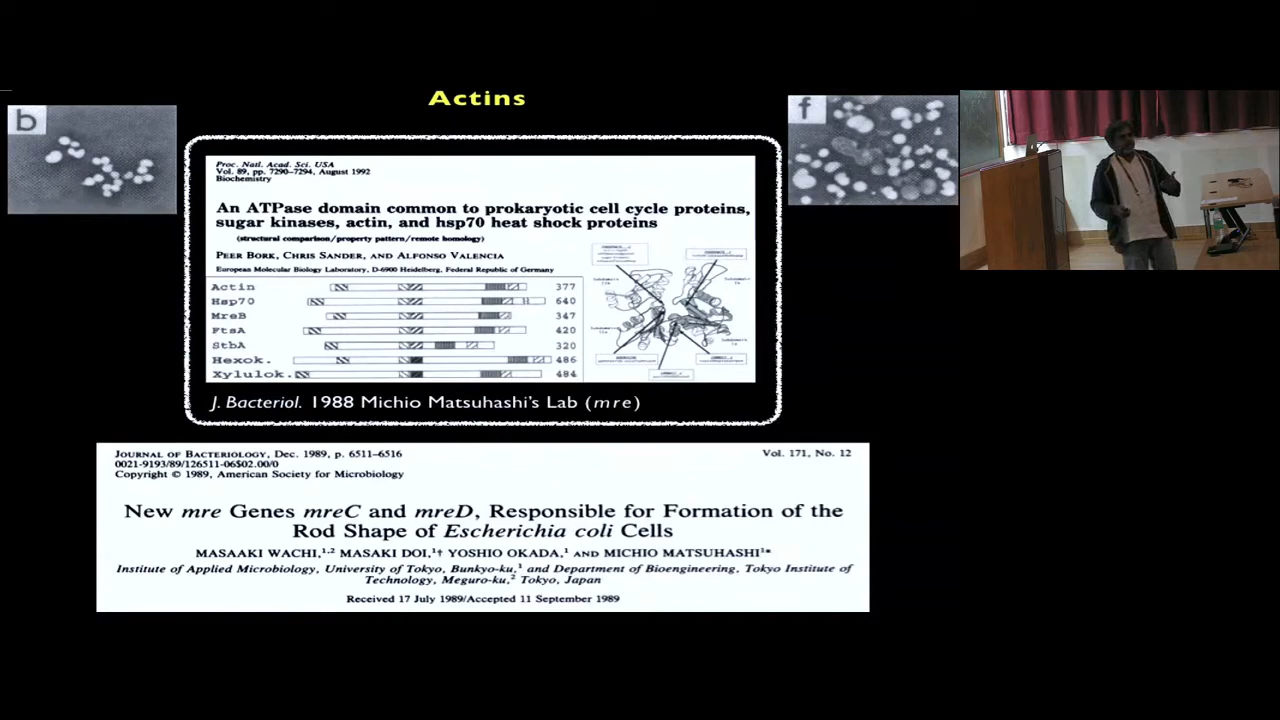 Actins
b
f
Proc. Natl. Acad. Sci. USA
Vol. 89, pp. 7290-7294, August 1992
Biochemistry
An ATPase domain common to prokaryotic cell cycle proteins,
sugar kinases, actin, and hsp70 heat shock proteins
(structural comparison/property pattern/remote homology)
PEER BORK, CHRIS SANDER, AND ALFONSO VALENCIA
European Molecular Biology Laboratory, D-6900 Heidelberg, Federal Republic of Germany
Actin 377
Hsp70 640
MreB 347
FtsA 420
StbA 320
Hexok. 486
Xylulok. 484
J. Bacteriol. 1988 Michio Matsuhashi's Lab (mre)
JOURNAL OF BACTERIOLOGY, Dec. 1989, p. 6511-6516 Vol. 171, No. 12
0021-9193/89/126511-06$02.00/0
Copyright © 1989, American Society for Microbiology
New mre Genes mreC and mreD, Responsible for Formation of the
Rod Shape of Escherichia coli Cells
MASAAKI WACHI,1,2 MASAKI DOI,1† YOSHIO OKADA,1 AND MICHIO MATSUHASHI1*
Institute of Applied Microbiology, University of Tokyo, Bunkyo-ku,1 and Department of Bioengineering, Tokyo Institute of
Technology, Meguro-ku,2 Tokyo, Japan
Received 17 July 1989/Accepted 11 September 1989